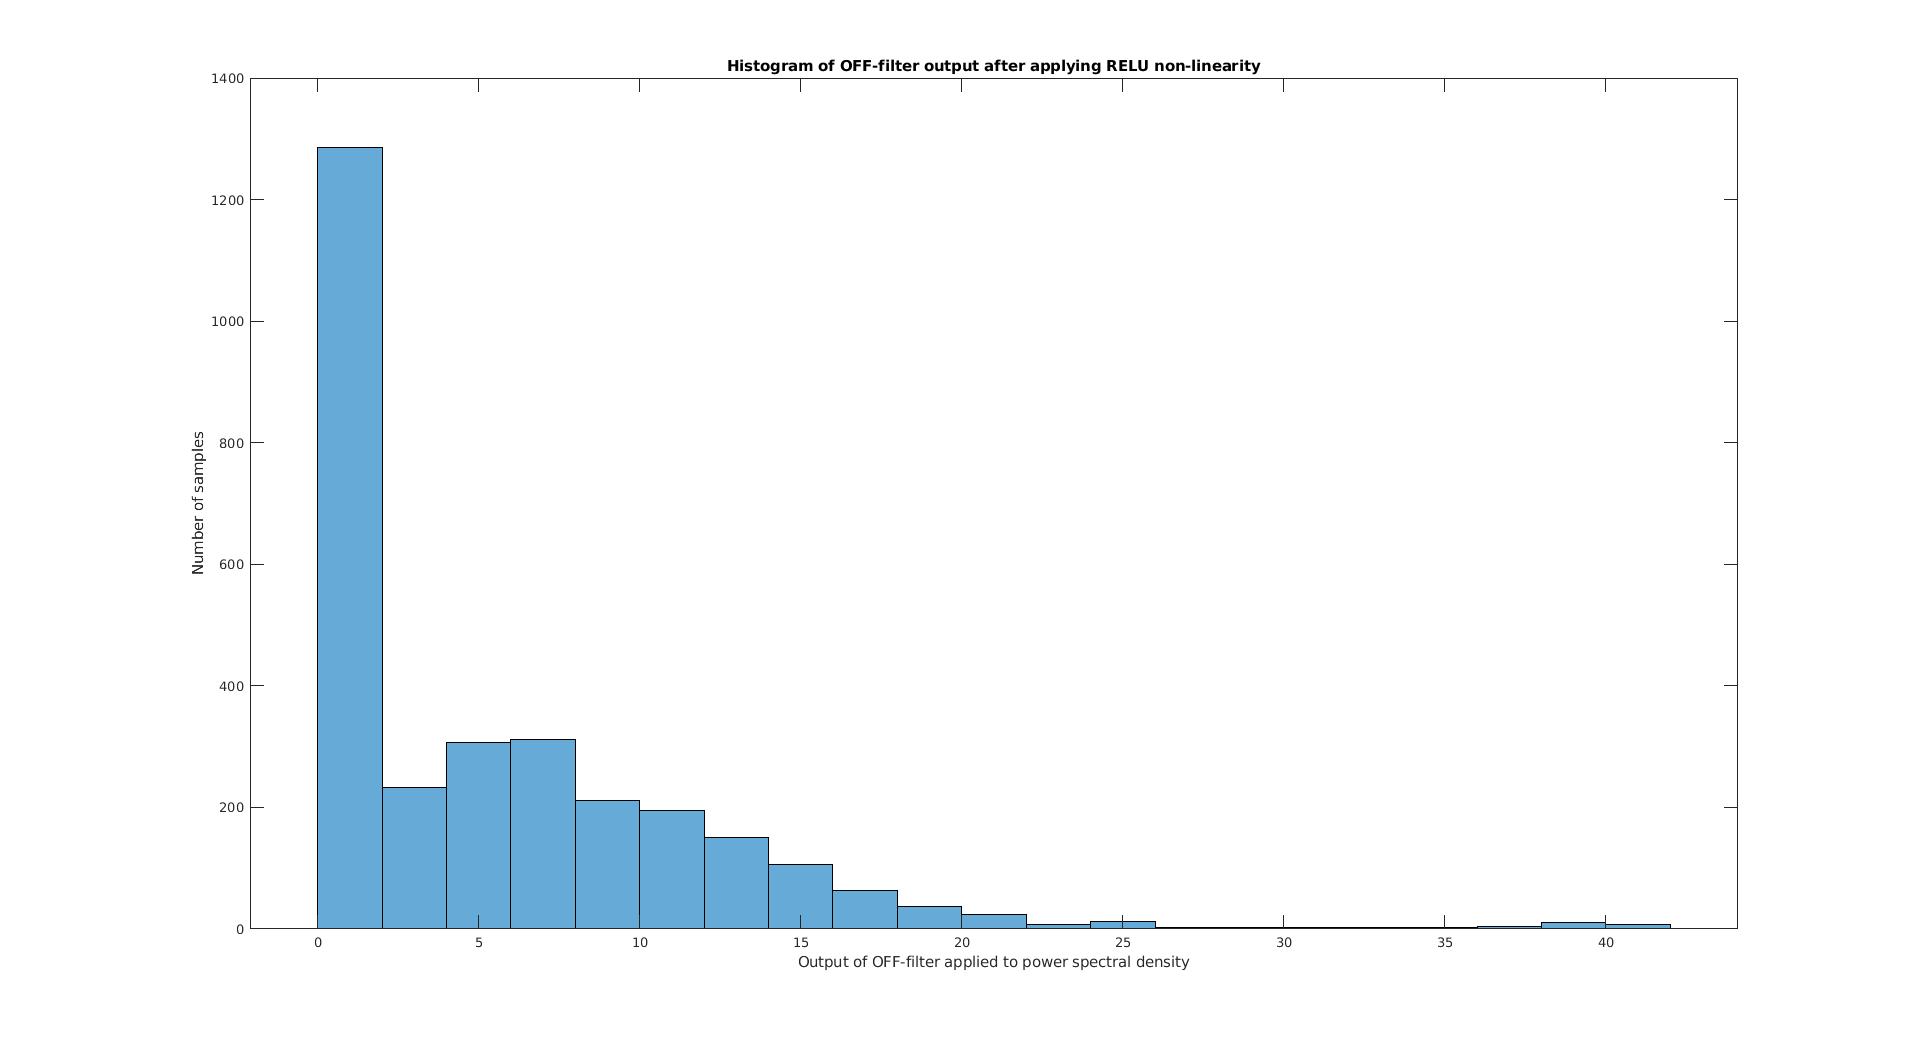 Histogram of OFF-filter output after applying RELU non-linearity
1400
1200
1000
800
600
400
200
0
Number of samples
0 5 10 15 20 25 30 35 40
Output of OFF-filter applied to power spectral density